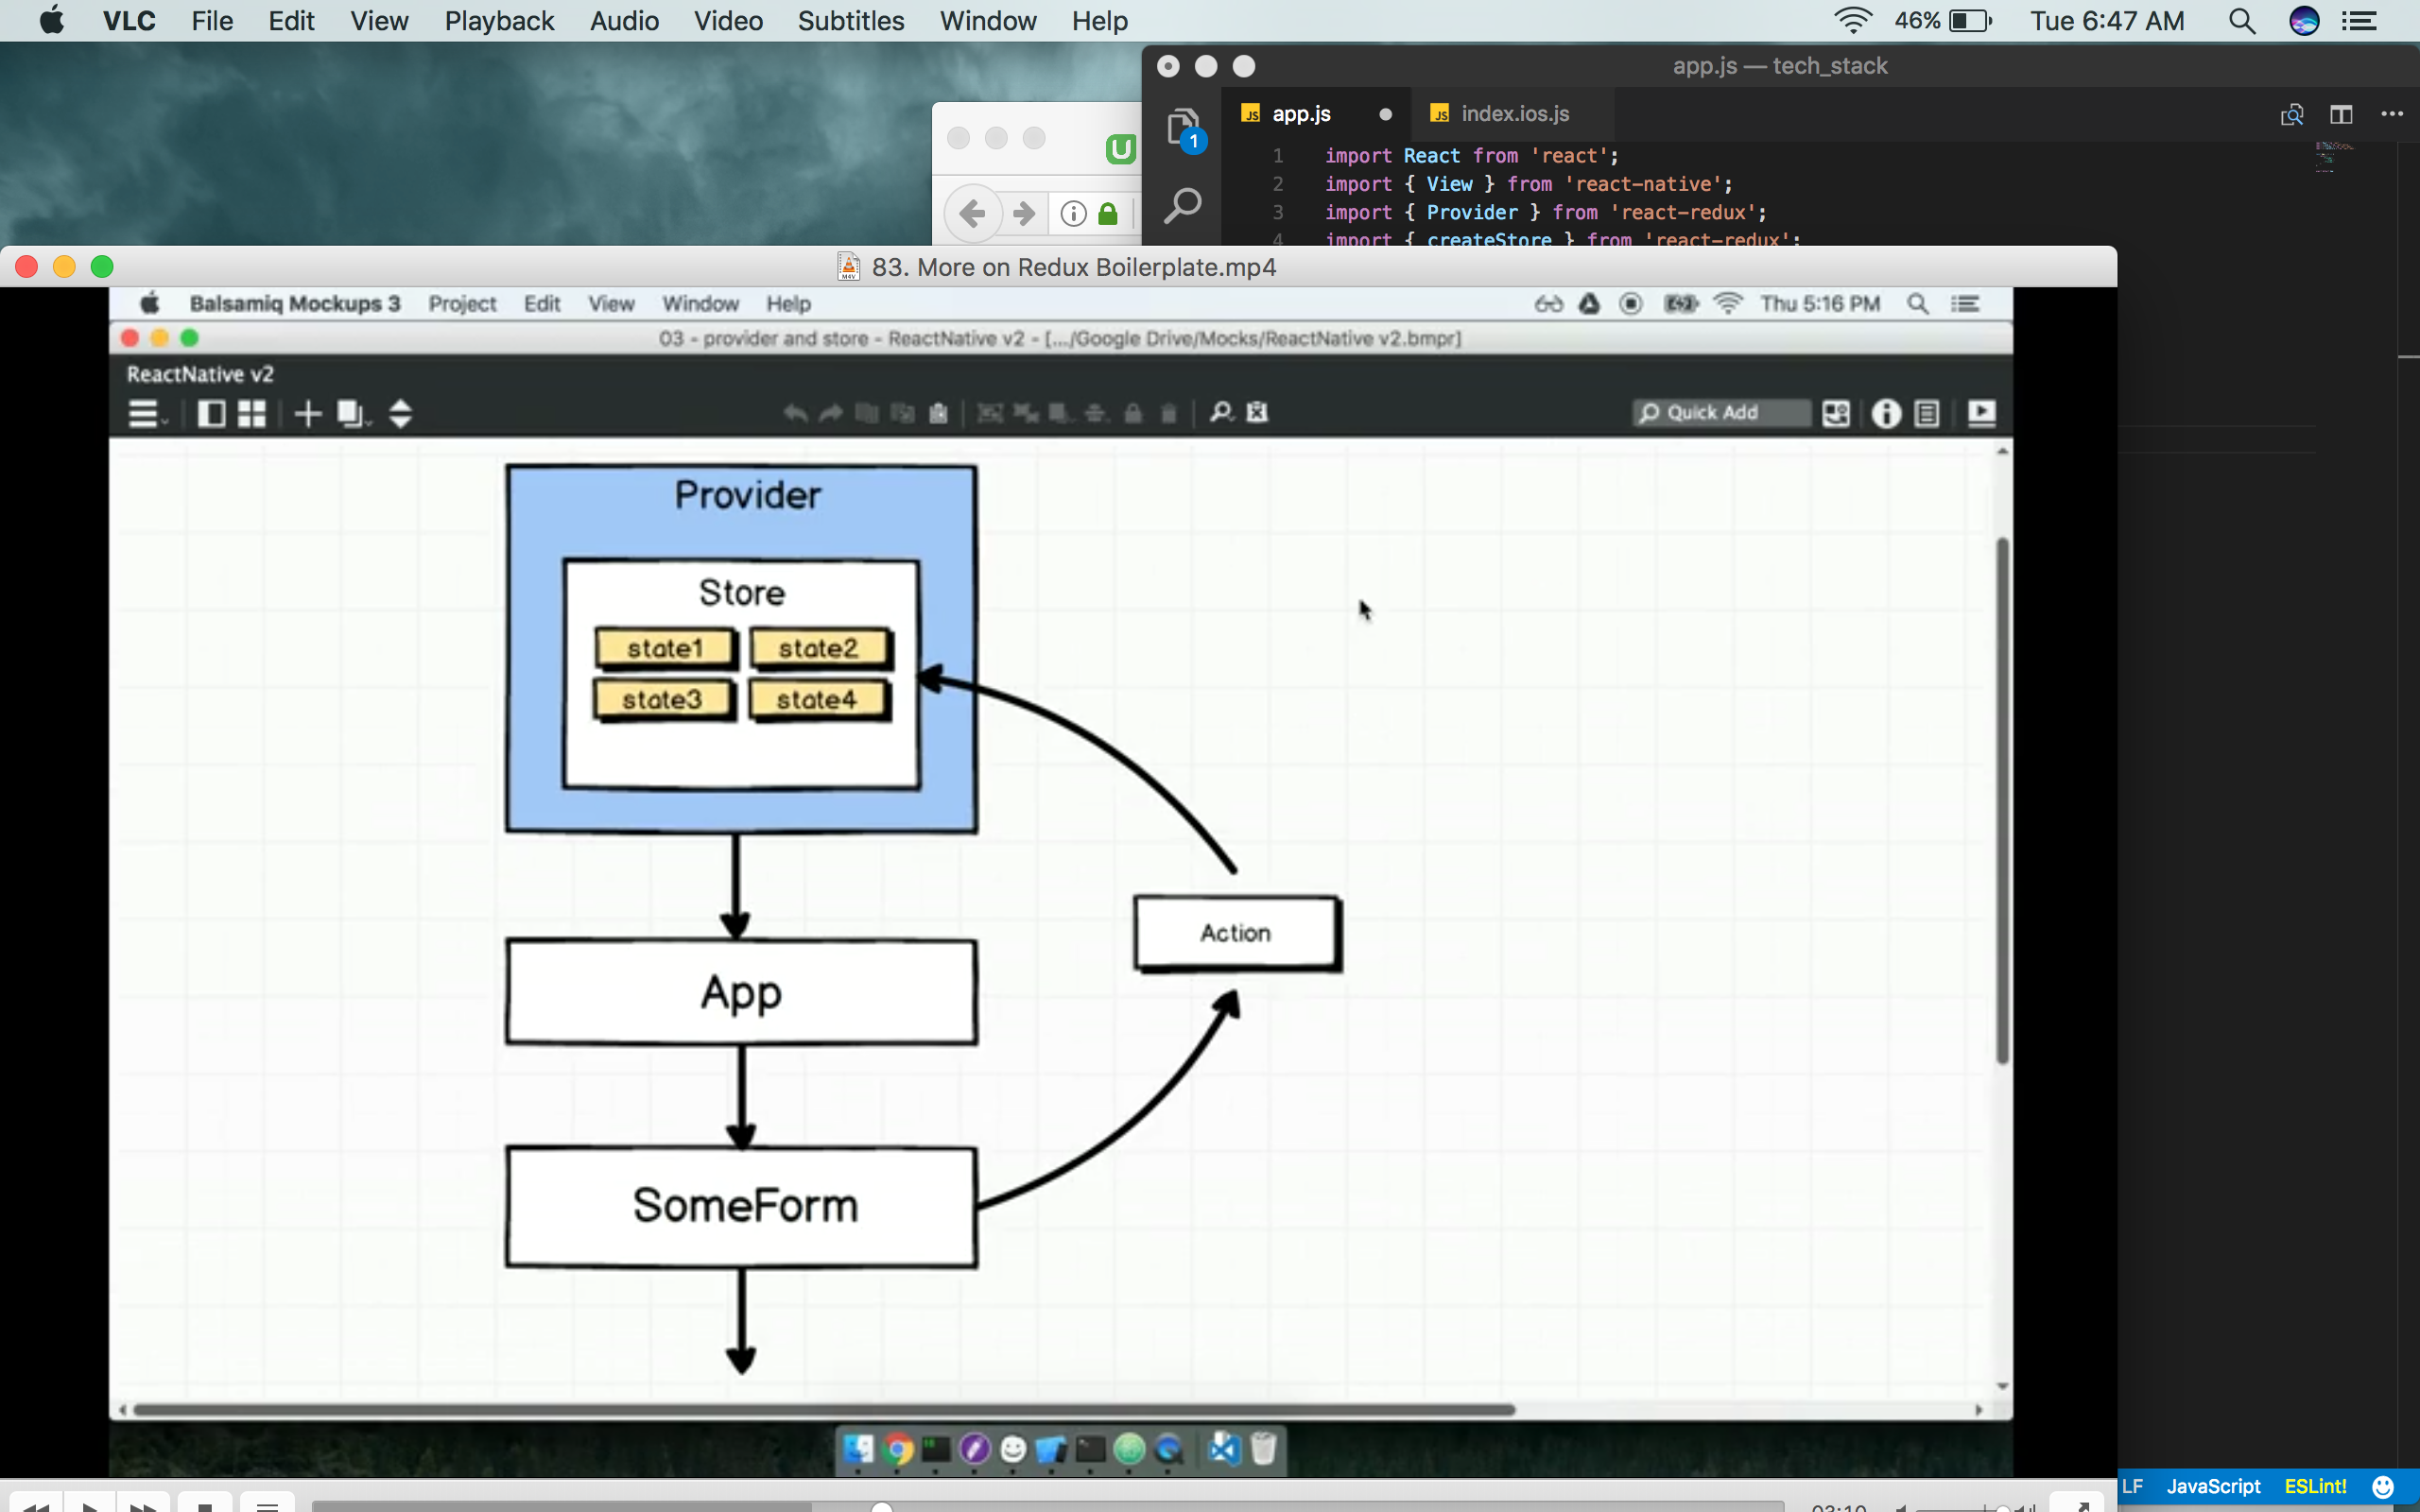 VLC File Edit View Playback Audio Video Subtitles Window Help 46% Tue 6:47 AM
app.js — tech_stack
JS app.js JS index.ios.js
1
1 import React from 'react';
2 import { View } from 'react-native';
3 import { Provider } from 'react-redux';
4 import { createStore } from 'react-redux';
83. More on Redux Boilerplate.mp4
Balsamiq Mockups 3 Project Edit View Window Help Thu 5:16 PM
03 - provider and store - ReactNative v2 - [.../Google Drive/Mocks/ReactNative v2.bmpr]
ReactNative v2
Quick Add
Provider
Store
state1 state2
state3 state4
Action
App
SomeForm
LF JavaScript ESLint!
03:10